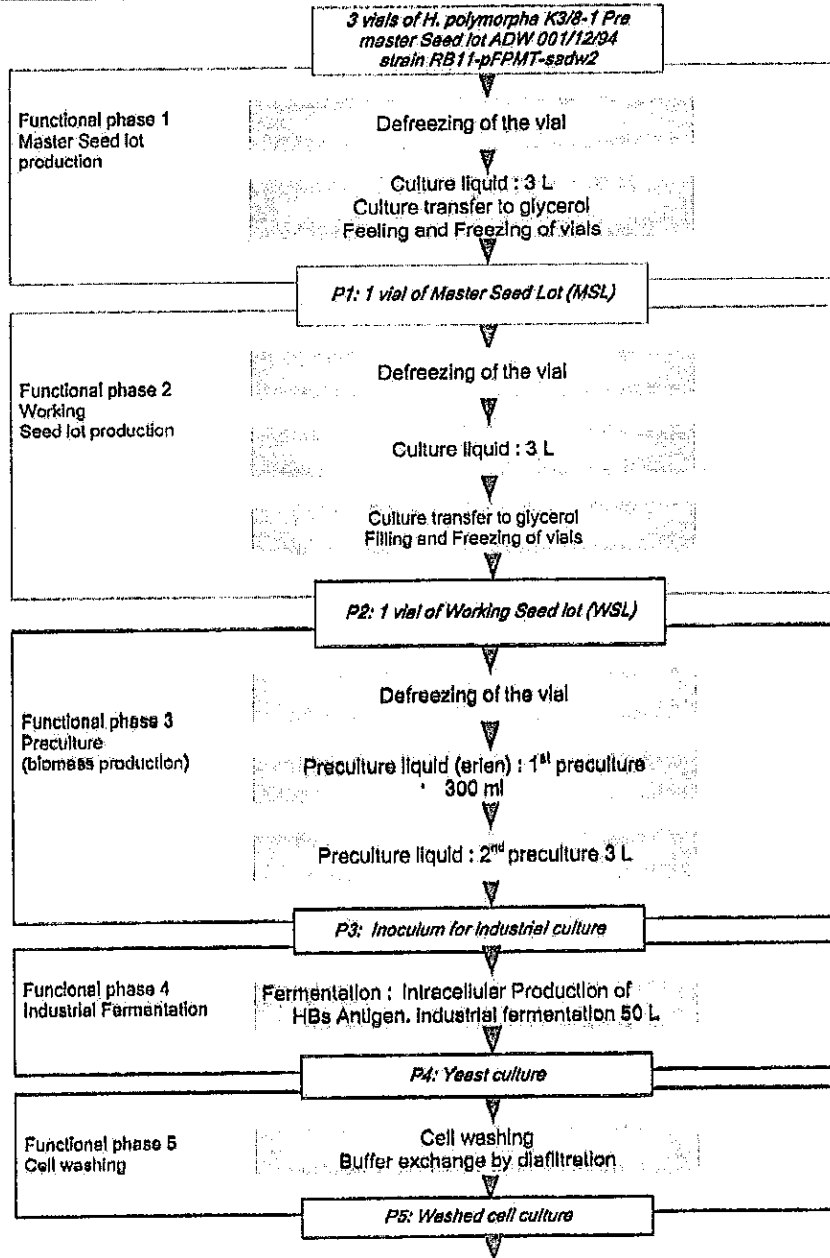 3 vials of H. polymorpha K3/8-1 Pre
master Seed lot ADW 001/12/94
strain RB11-pFPMT-sadw2
Functional phase 1
Master Seed lot
production
Defreezing of the vial
Culture liquid : 3 L
Culture transfer to glycerol
Feeling and Freezing of vials
P1: 1 vial of Master Seed Lot (MSL)
Functional phase 2
Working
Seed lot production
Defreezing of the vial
Culture liquid : 3 L
Culture transfer to glycerol
Filling and Freezing of vials
P2: 1 vial of Working Seed lot (WSL)
Functional phase 3
Preculture
(biomess production)
Defreezing of the vial
Preculture liquid (erlen) : 1st preculture
300 ml
Preculture liquid : 2nd preculture 3 L
P3: Inoculum for Industrial culture
Funcional phase 4
Industrial Fermentation
Fermentation : Intracellular Production of
HBs Antigen. Industrial fermentation 50 L
P4: Yeast culture
Functional phase 5
Cell washing
Cell washing
Buffer exchange by diafiltration
P5: Washed cell culture